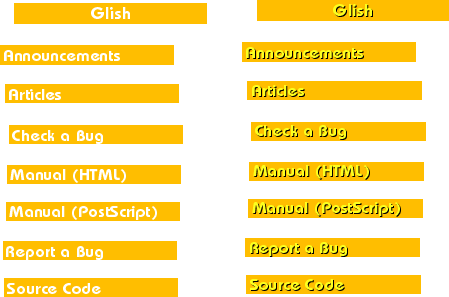 Glish
Announcements
Articles
Check a Bug
Manual (HTML)
Manual (PostScript)
Report a Bug
Source Code
Glish
Announcements
Articles
Check a Bug
Manual (HTML)
Manual (PostScript)
Report a Bug
Source Code